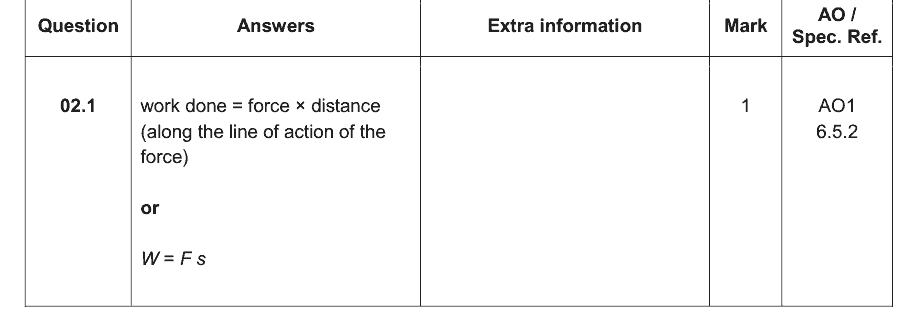 Question Answers Extra information Mark AO /
Spec. Ref.
02.1 work done = force × distance 1 AO1
(along the line of action of the 6.5.2
force)
or
W = F s